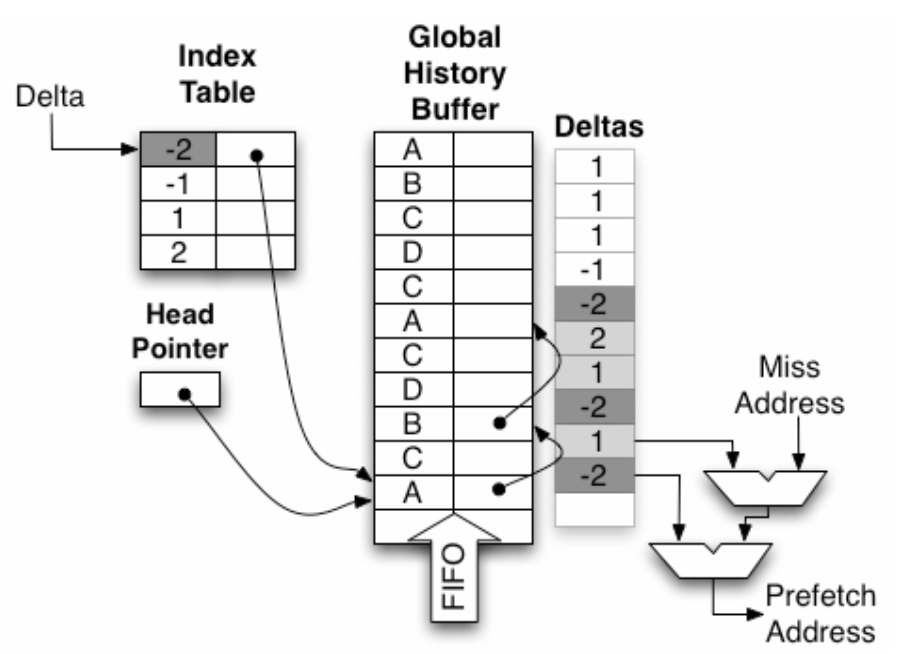 Index
Table
Delta
-2
-1
1
2
Head
Pointer
Global
History
Buffer
A
B
C
D
C
A
C
D
B
C
A
FIFO
Deltas
1
1
1
-1
-2
2
1
-2
1
-2
Miss
Address
Prefetch
Address